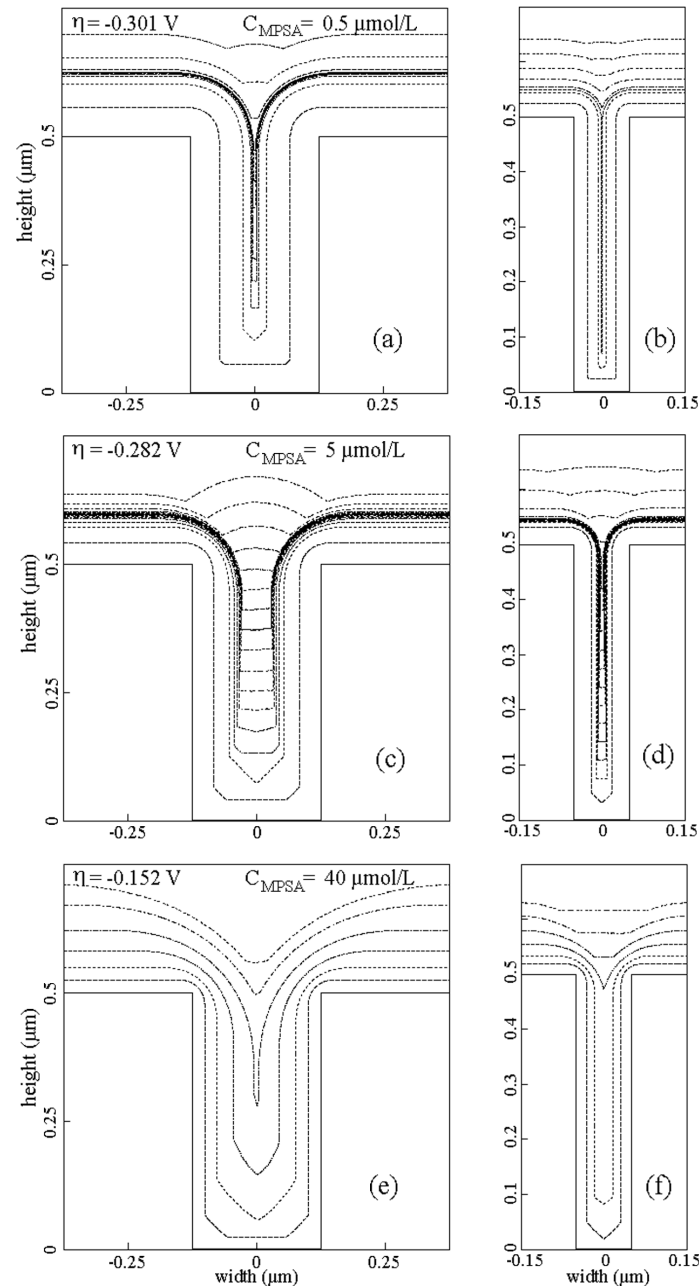 η = -0.301 V C_MPSA = 0.5 μmol/L
height (μm)
0.5
0.25
0
-0.25 0 0.25
(a)
0.5
0.4
0.3
0.2
0.1
0
-0.15 0 0.15
(b)
η = -0.282 V C_MPSA = 5 μmol/L
height (μm)
0.5
0.25
0
-0.25 0 0.25
(c)
0.5
0.4
0.3
0.2
0.1
0
-0.15 0 0.15
(d)
η = -0.152 V C_MPSA = 40 μmol/L
height (μm)
0.5
0.25
0
-0.25 0 0.25
width (μm)
(e)
0.5
0.4
0.3
0.2
0.1
0
-0.15 0 0.15
width (μm)
(f)